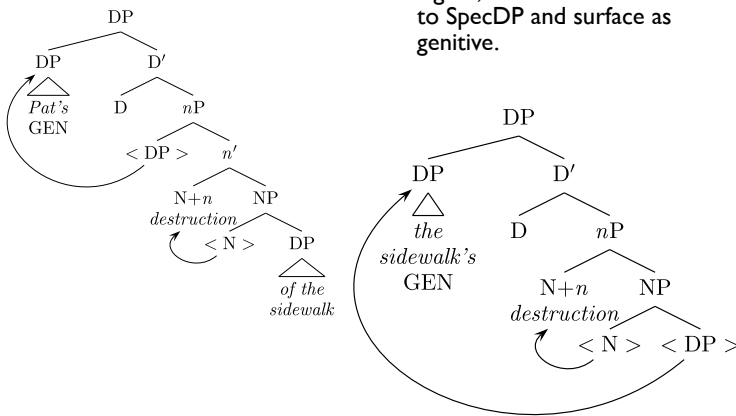 to SpecDP and surface as
genitive.
DP
DP D′
Pat's
GEN
D nP
< DP > n′
N+n NP
destruction
< N > DP
of the
sidewalk
DP
DP D′
the
sidewalk's
GEN
D nP
N+n NP
destruction
< N > < DP >